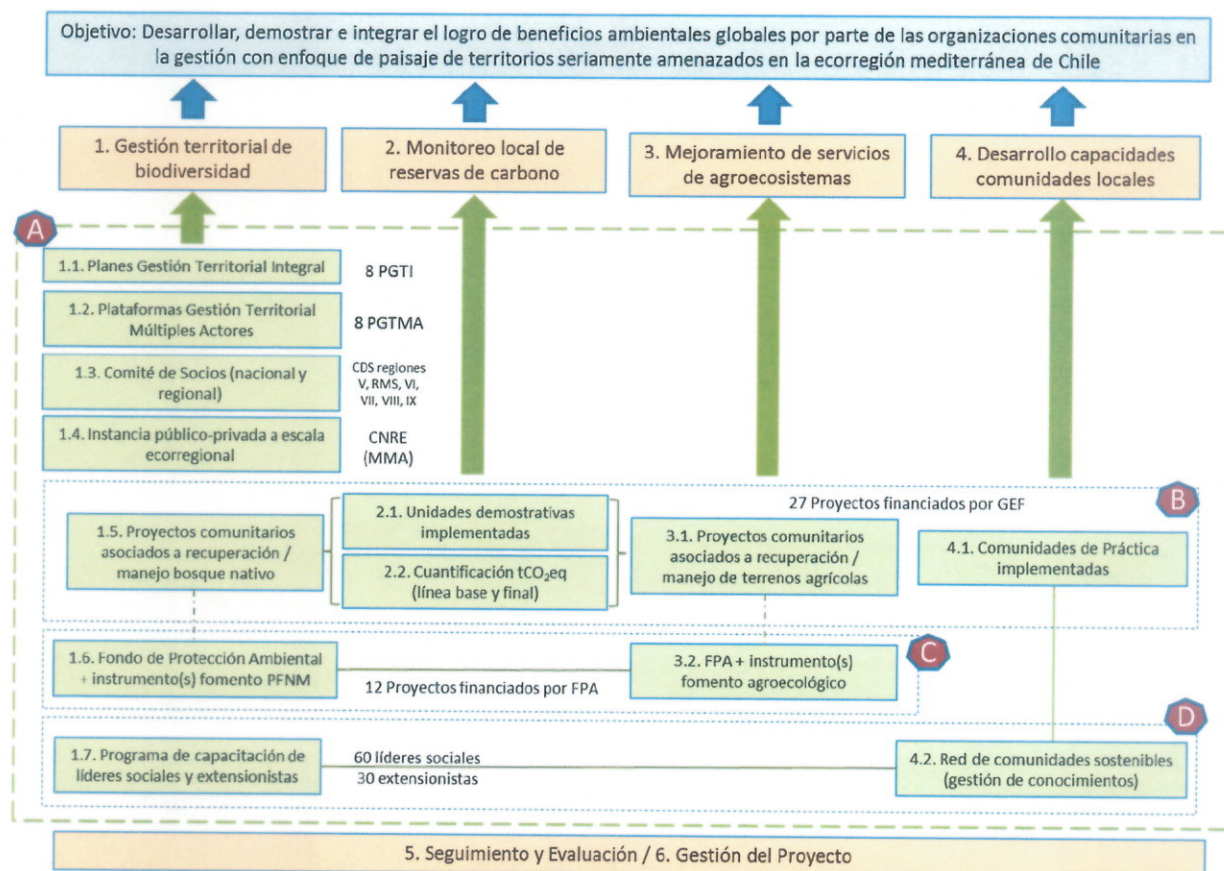 Objetivo: Desarrollar, demostrar e integrar el logro de beneficios ambientales globales por parte de las organizaciones comunitarias en
la gestión con enfoque de paisaje de territorios seriamente amenazados en la ecorregión mediterránea de Chile
1. Gestión territorial de
biodiversidad
2. Monitoreo local de
reservas de carbono
3. Mejoramiento de servicios
de agroecosistemas
4. Desarrollo capacidades
comunidades locales
A
1.1. Planes Gestión Territorial Integral
8 PGTI
1.2. Plataformas Gestión Territorial
Múltiples Actores
8 PGTMA
1.3. Comité de Socios (nacional y
regional)
CDS regiones
V, RMS, VI,
VII, VIII, IX
1.4. Instancia público-privada a escala
ecorregional
CNRE
(MMA)
B
27 Proyectos financiados por GEF
1.5. Proyectos comunitarios
asociados a recuperación /
manejo bosque nativo
2.1. Unidades demostrativas
implementadas
2.2. Cuantificación tCO₂eq
(línea base y final)
3.1. Proyectos comunitarios
asociados a recuperación /
manejo de terrenos agrícolas
4.1. Comunidades de Práctica
implementadas
C
1.6. Fondo de Protección Ambiental
+ instrumento(s) fomento PFNM
12 Proyectos financiados por FPA
3.2. FPA + instrumento(s)
fomento agroecológico
D
1.7. Programa de capacitación de
líderes sociales y extensionistas
60 líderes sociales
30 extensionistas
4.2. Red de comunidades sostenibles
(gestión de conocimientos)
5. Seguimiento y Evaluación / 6. Gestión del Proyecto